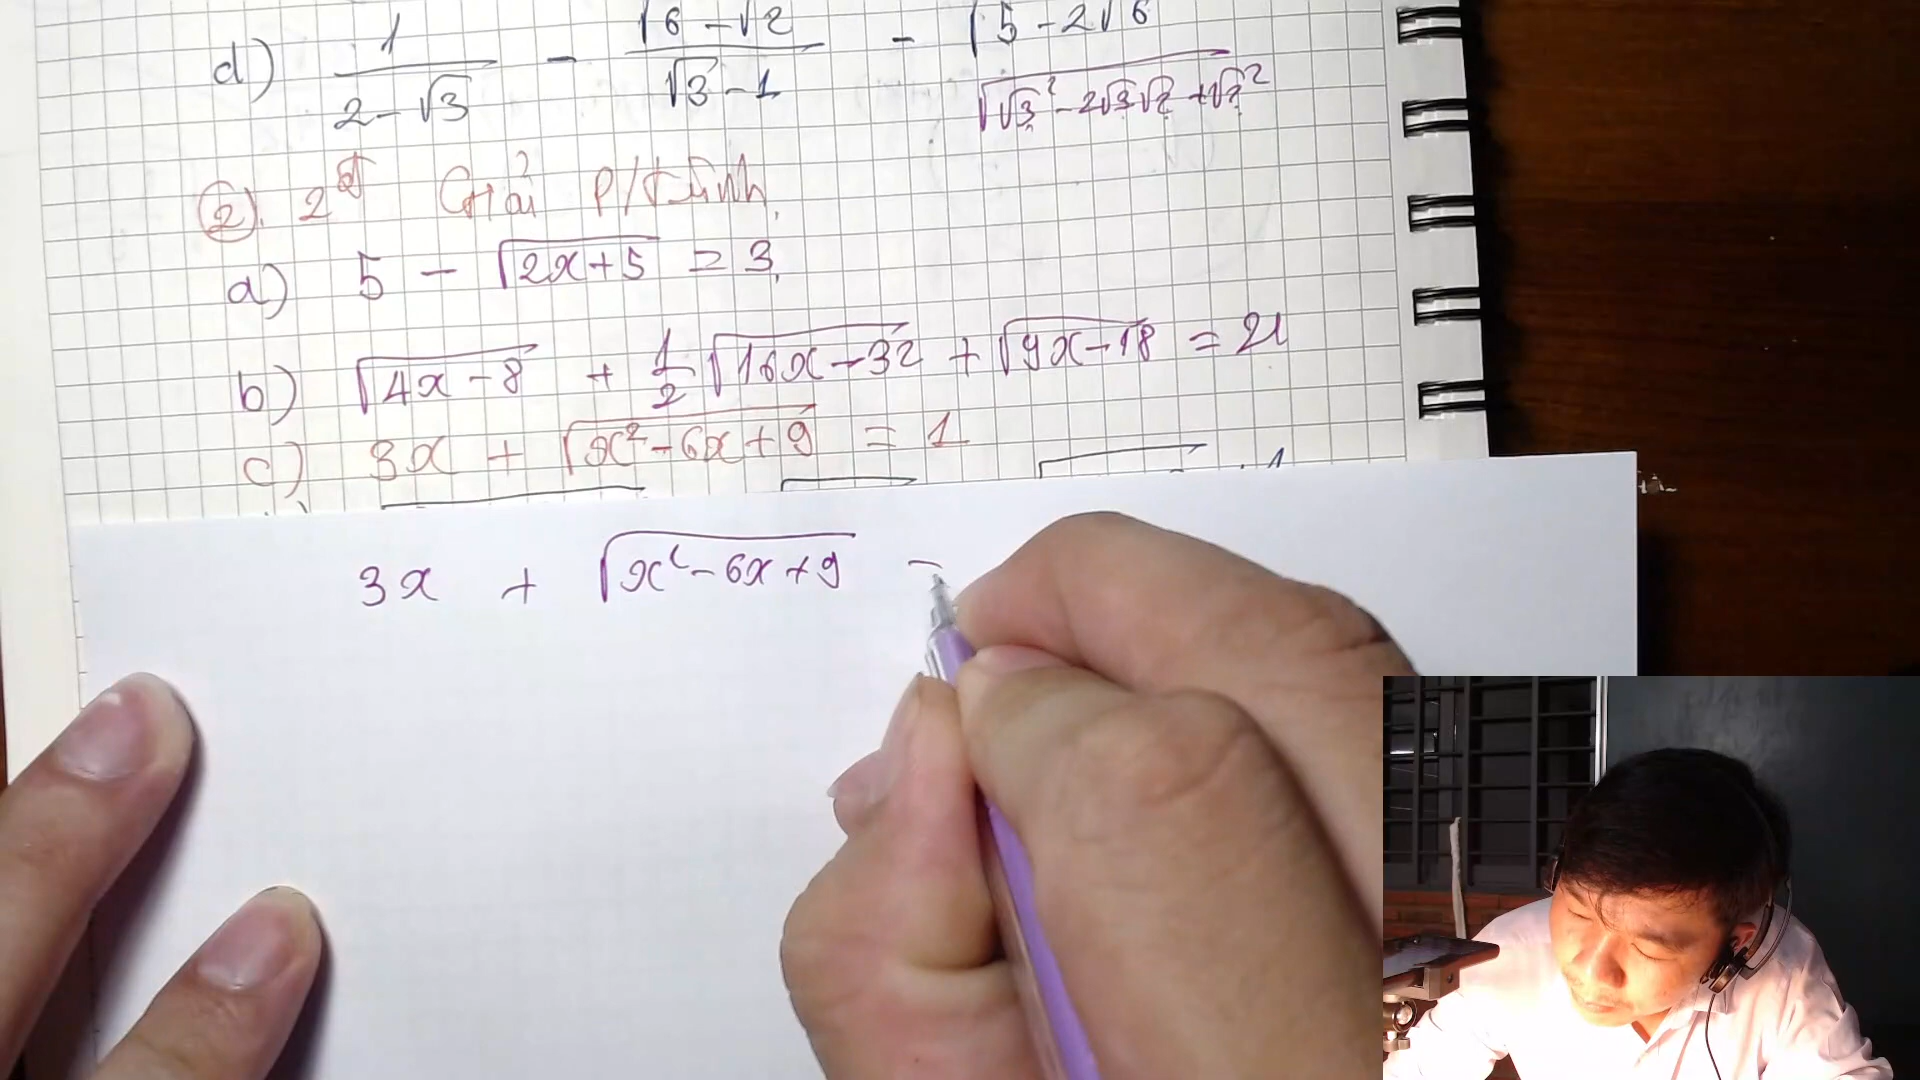 d) 1/(2-√3) - (√6-√2)/(√3-1) - √5-2√6
√(√3² - 2√3√2 + √2²)
②. 2đ Giải p/trình.
a) 5 - √(2x+5) = 3.
b) √(4x-8) + 1/2 √(16x-32) + √(9x-18) = 21
c) 3x + √(x²-6x+9) = 1
3x + √(x²-6x+9) -